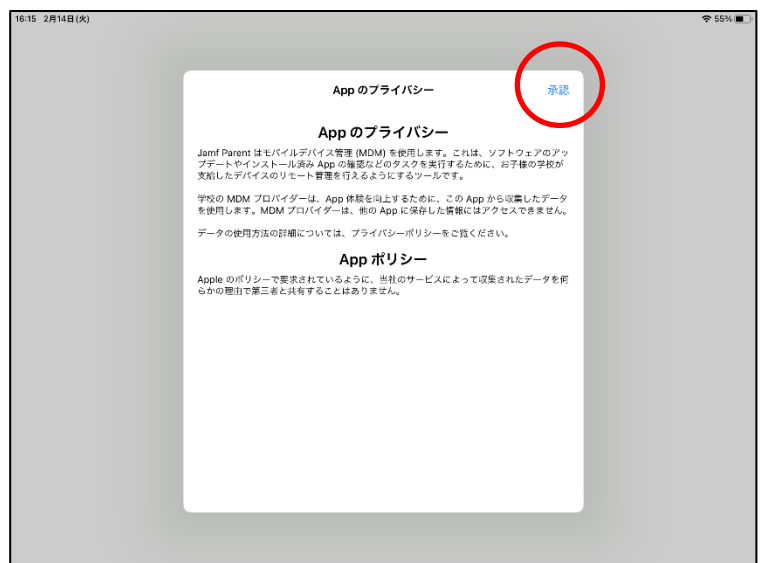 16:15 2月14日(火)
55%
App のプライバシー
承認
App のプライバシー
Jamf Parent はモバイルデバイス管理 (MDM) を使用します。これは、ソフトウェアのアッ
プデートやインストール済み App の確認などのタスクを実行するために、お子様の学校が
支給したデバイスのリモート管理を行えるようにするツールです。
学校の MDM プロバイダーは、App 体験を向上するために、この App から収集したデータ
を使用します。MDM プロバイダーは、他の App に保存した情報にはアクセスできません。
データの使用方法の詳細については、プライバシーポリシーをご覧ください。
App ポリシー
Apple のポリシーで要求されているように、当社のサービスによって収集されたデータを何
らかの理由で第三者と共有することはありません。